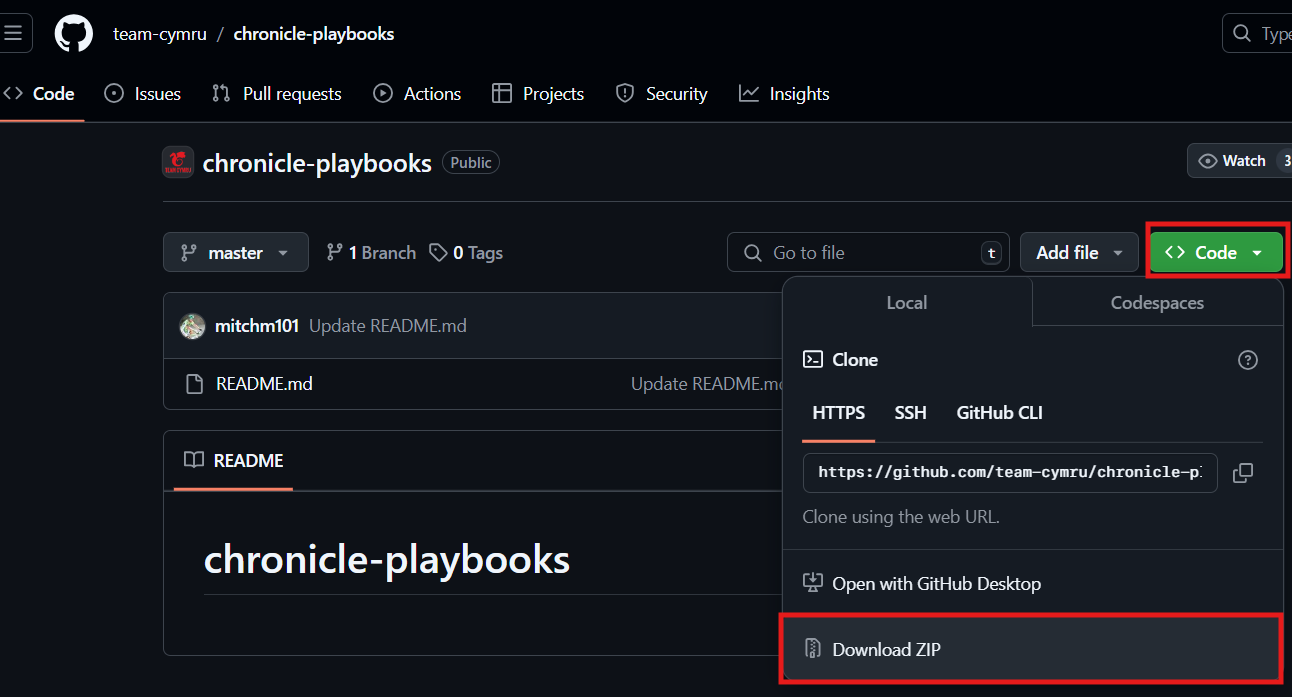 team-cymru / chronicle-playbooks
Type
Code Issues Pull requests Actions Projects Security Insights
TEAM CYMRU
chronicle-playbooks Public
Watch 3
master 1 Branch 0 Tags
Go to file t Add file Code
Local Codespaces
mitchm101 Update README.md
Clone
README.md Update README.md
HTTPS SSH GitHub CLI
README
https://github.com/team-cymru/chronicle-p
Clone using the web URL.
chronicle-playbooks
Open with GitHub Desktop
Download ZIP